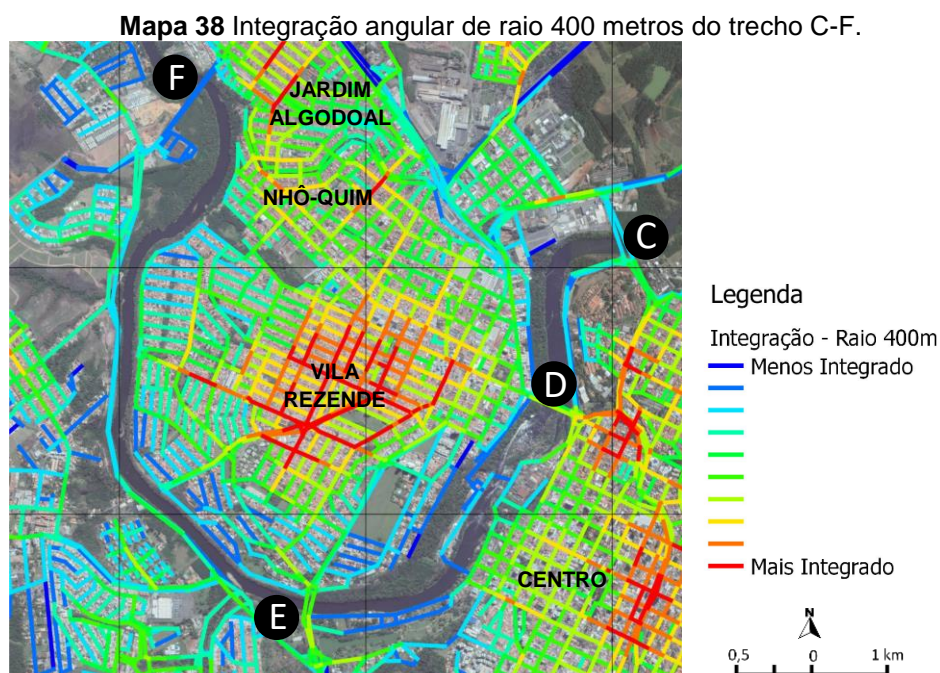 Mapa 38 Integração angular de raio 400 metros do trecho C-F.
F
JARDIM
ALGODOAL
NHÔ-QUIM
C
VILA
REZENDE
D
CENTRO
E
Legenda
Integração - Raio 400m
Menos Integrado
Mais Integrado
N
0,5 0 1 km